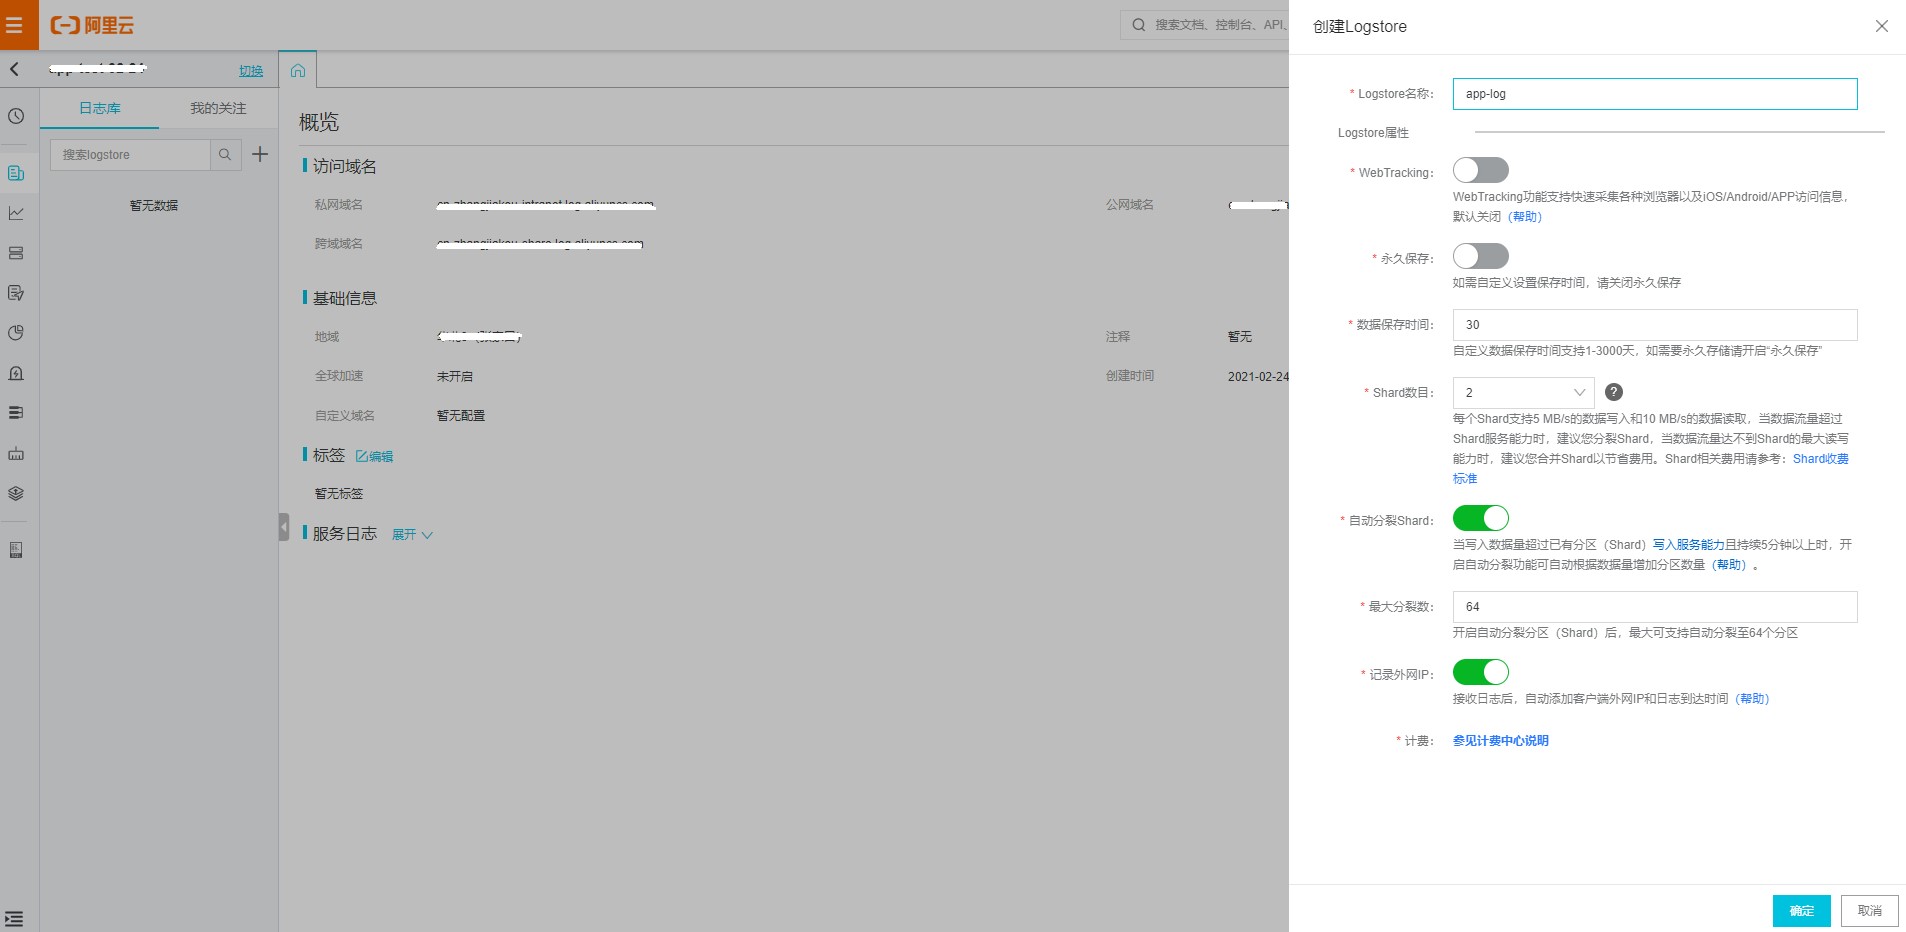 阿里云
搜索文档、控制台、API、
切换
日志库
我的关注
搜索logstore
暂无数据
概览
访问域名
私网域名
公网域名
跨域域名
基础信息
地域
注释
暂无
全球加速
未开启
创建时间
2021-02-24
自定义域名
暂无配置
标签
编辑
暂无标签
服务日志
展开
创建Logstore
* Logstore名称：
app-log
Logstore属性
* WebTracking：
WebTracking功能支持快速采集各种浏览器以及iOS/Android/APP访问信息，
默认关闭（帮助）
* 永久保存：
如需自定义设置保存时间，请关闭永久保存
* 数据保存时间：
30
自定义数据保存时间支持1-3000天，如需要永久存储请开启“永久保存”
* Shard数目：
2
?
每个Shard支持5 MB/s的数据写入和10 MB/s的数据读取，当数据流量超过
Shard服务能力时，建议您分裂Shard，当数据流量达不到Shard的最大读写
能力时，建议您合并Shard以节省费用。Shard相关费用请参考：Shard收费
标准
* 自动分裂Shard：
当写入数据量超过已有分区（Shard）写入服务能力且持续5分钟以上时，开
启自动分裂功能可自动根据数据量增加分区数量（帮助）。
* 最大分裂数：
64
开启自动分裂分区（Shard）后，最大可支持自动分裂至64个分区
* 记录外网IP：
接收日志后，自动添加客户端外网IP和日志到达时间（帮助）
* 计费：
参见计费中心说明
确定
取消